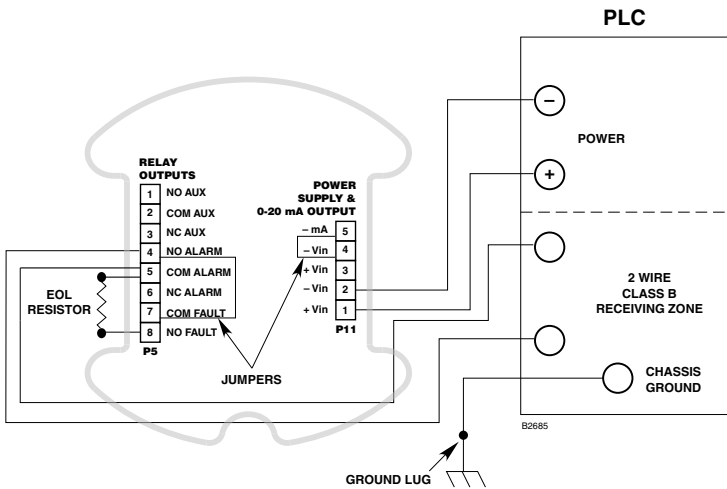 PLC
−
POWER
+
RELAY
OUTPUTS
1 NO AUX
2 COM AUX
3 NC AUX
4 NO ALARM
5 COM ALARM
6 NC ALARM
7 COM FAULT
8 NO FAULT
P5
EOL
RESISTOR
POWER
SUPPLY &
0-20 mA OUTPUT
– mA 5
– Vin 4
+ Vin 3
– Vin 2
+ Vin 1
P11
JUMPERS
2 WIRE
CLASS B
RECEIVING ZONE
CHASSIS
GROUND
B2685
GROUND LUG